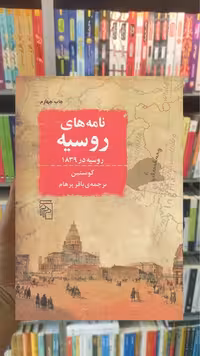 چاپ چهارم
نامه‌های
روسیه
روسیه در ۱۸۳۹
کوستین
ترجمه‌ی باقر پرهام